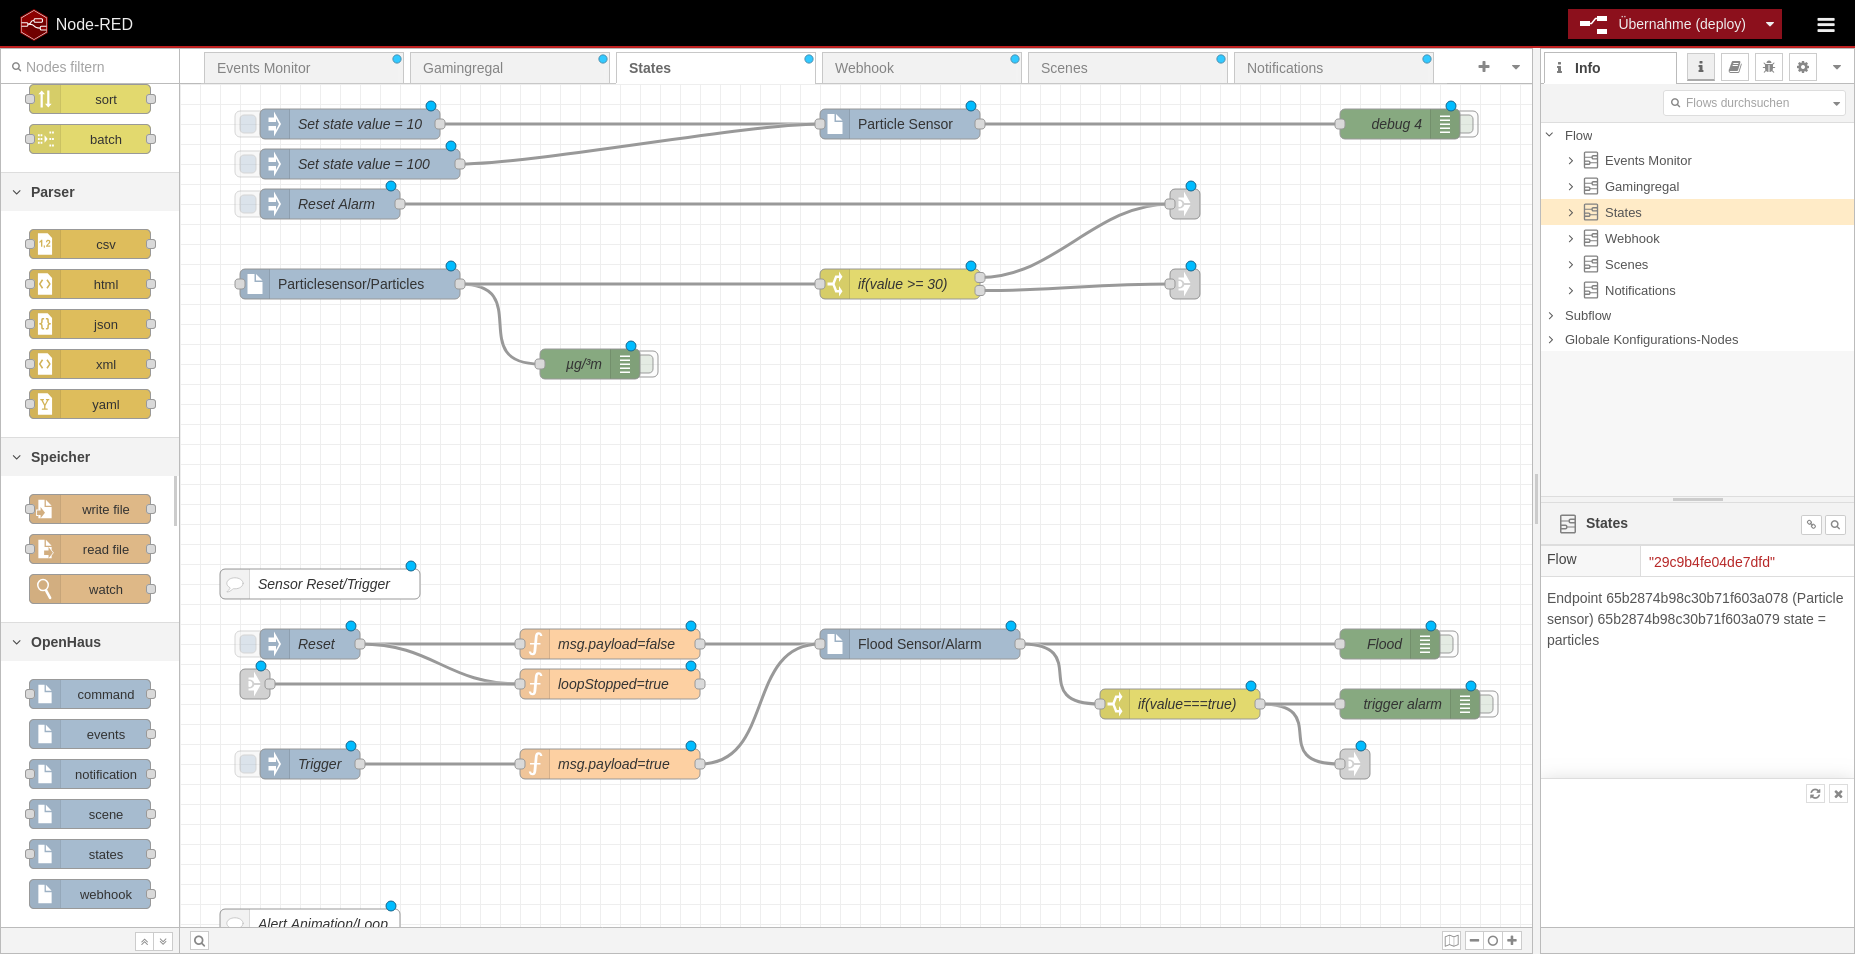 Node-RED
Übernahme (deploy)
Nodes filtern
Events Monitor
Gamingregal
States
Webhook
Scenes
Notifications
Info
sort
batch
Parser
csv
html
json
xml
yaml
Speicher
write file
read file
watch
OpenHaus
command
events
notification
scene
states
webhook
Set state value = 10
Particle Sensor
debug 4
Set state value = 100
Reset Alarm
Particlesensor/Particles
if(value >= 30)
µg/³m
Sensor Reset/Trigger
Reset
msg.payload=false
Flood Sensor/Alarm
Flood
loopStopped=true
if(value===true)
trigger alarm
Trigger
msg.payload=true
Alert Animation/Loop
Flows durchsuchen
Flow
Events Monitor
Gamingregal
States
Webhook
Scenes
Notifications
Subflow
Globale Konfigurations-Nodes
States
Flow
"29c9b4fe04de7dfd"
Endpoint 65b2874b98c30b71f603a078 (Particle
sensor) 65b2874b98c30b71f603a079 state =
particles